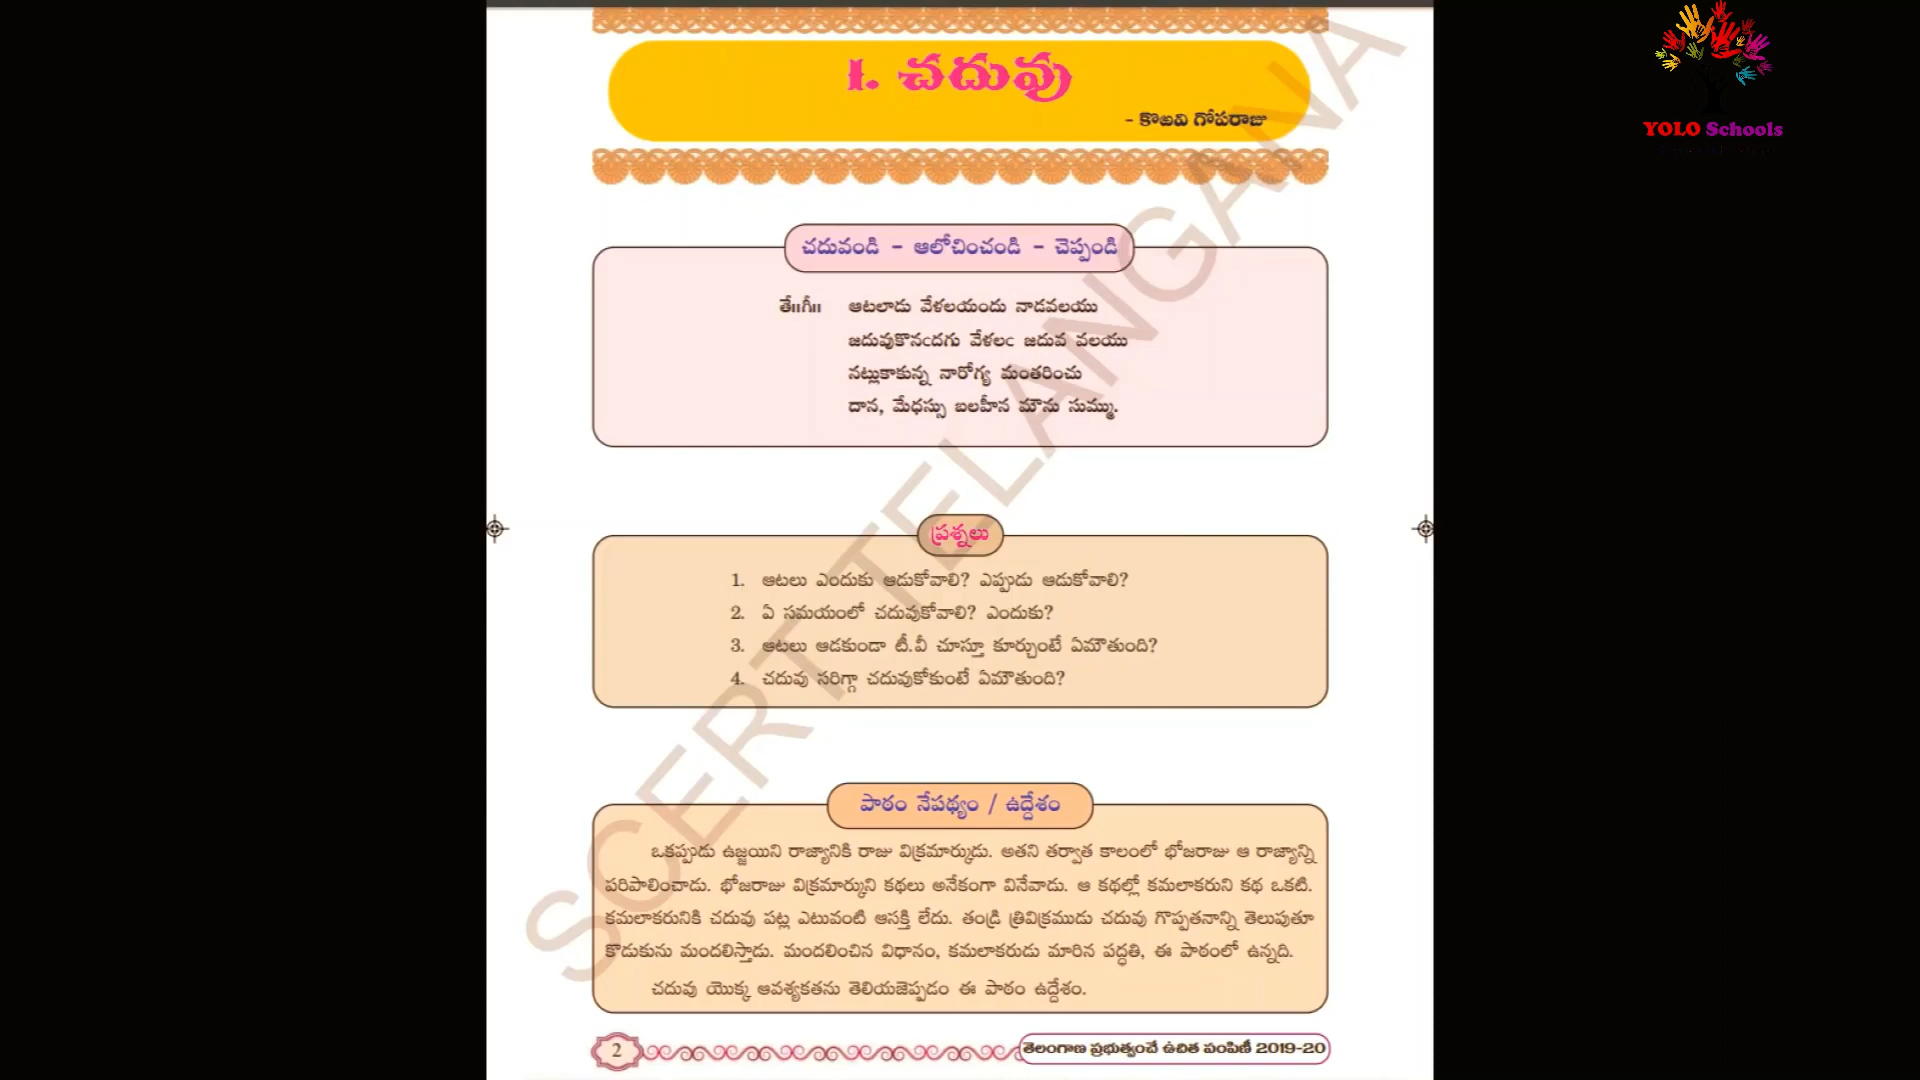 YOLO Schools
1. చదువు
- కొఱవి గోపరాజు
చదువండి - ఆలోచించండి - చెప్పండి
తే॥గీ॥ ఆటలాడు వేళలయందు నాడవలయు
జదువుకొనఁదగు వేళలఁ జదువ వలయు
నట్లుకాకున్న నారోగ్య మంతరించు
దాన, మేధస్సు బలహీన మౌను సుమ్ము.
ప్రశ్నలు
1. ఆటలు ఎందుకు ఆడుకోవాలి? ఎప్పుడు ఆడుకోవాలి?
2. ఏ సమయంలో చదువుకోవాలి? ఎందుకు?
3. ఆటలు ఆడకుండా టీ.వీ చూస్తూ కూర్చుంటే ఏమౌతుంది?
4. చదువు సరిగ్గా చదువుకోకుంటే ఏమౌతుంది?
పాఠం నేపథ్యం / ఉద్దేశం
ఒకప్పుడు ఉజ్జయిని రాజ్యానికి రాజు విక్రమార్కుడు. అతని తర్వాత కాలంలో భోజరాజు ఆ రాజ్యాన్ని
పరిపాలించాడు. భోజరాజు విక్రమార్కుని కథలు అనేకంగా వినేవాడు. ఆ కథల్లో కమలాకరుని కథ ఒకటి.
కమలాకరునికి చదువు పట్ల ఎటువంటి ఆసక్తి లేదు. తండ్రి త్రివిక్రముడు చదువు గొప్పతనాన్ని తెలుపుతూ
కొడుకును మందలిస్తాడు. మందలించిన విధానం, కమలాకరుడు మారిన పద్ధతి, ఈ పాఠంలో ఉన్నది.
చదువు యొక్క ఆవశ్యకతను తెలియజెప్పడం ఈ పాఠం ఉద్దేశం.
2
తెలంగాణ ప్రభుత్వంచే ఉచిత పంపిణీ 2019-20
SCERT TELANGANA